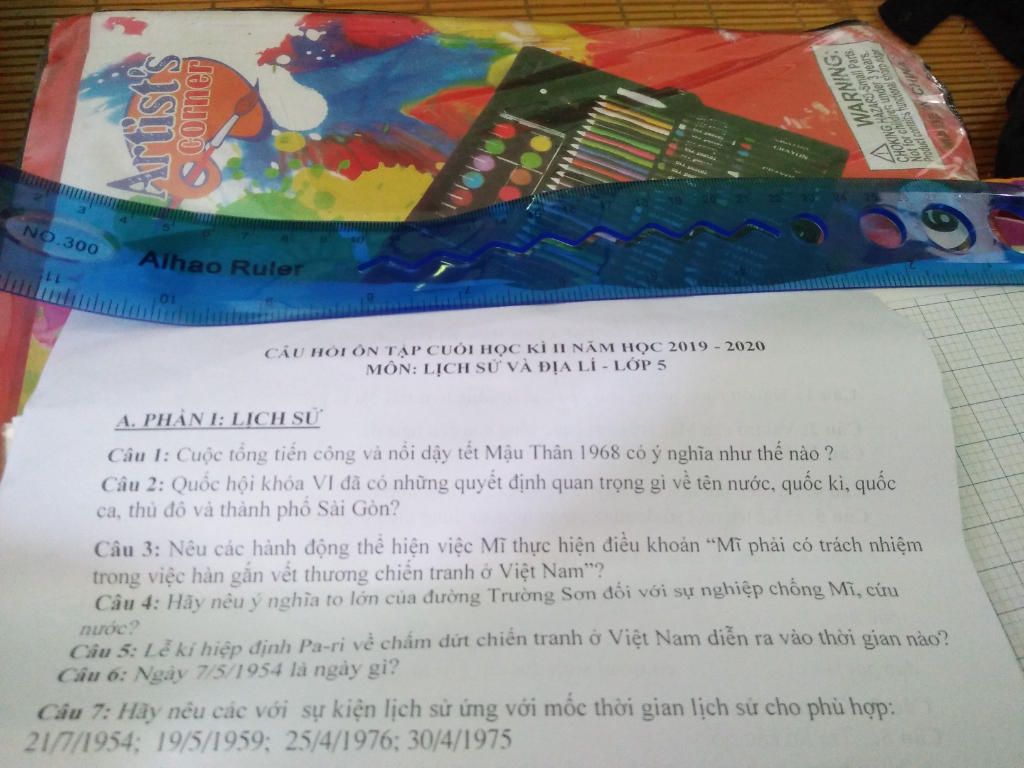 Artist's
corner
WARNING:
CHOKING HAZARD-small Parts.
NO.300
Aihao Ruler
CÂU HỎI ÔN TẬP CUỐI HỌC KÌ II NĂM HỌC 2019 - 2020
MÔN: LỊCH SỬ VÀ ĐỊA LÍ - LỚP 5
A. PHẦN I: LỊCH SỬ
Câu 1: Cuộc tổng tiến công và nổi dậy tết Mậu Thân 1968 có ý nghĩa như thế nào ?
Câu 2: Quốc hội khóa VI đã có những quyết định quan trọng gì về tên nước, quốc kì, quốc
ca, thủ đô và thành phố Sài Gòn?
Câu 3: Nêu các hành động thể hiện việc Mĩ thực hiện điều khoản “Mĩ phải có trách nhiệm
trong việc hàn gắn vết thương chiến tranh ở Việt Nam”?
Câu 4: Hãy nêu ý nghĩa to lớn của đường Trường Sơn đối với sự nghiệp chống Mĩ, cứu
nước?
Câu 5: Lễ kí hiệp định Pa-ri về chấm dứt chiến tranh ở Việt Nam diễn ra vào thời gian nào?
Câu 6: Ngày 7/5/1954 là ngày gì?
Câu 7: Hãy nêu các với sự kiện lịch sử ứng với mốc thời gian lịch sử cho phù hợp:
21/7/1954; 19/5/1959; 25/4/1976; 30/4/1975